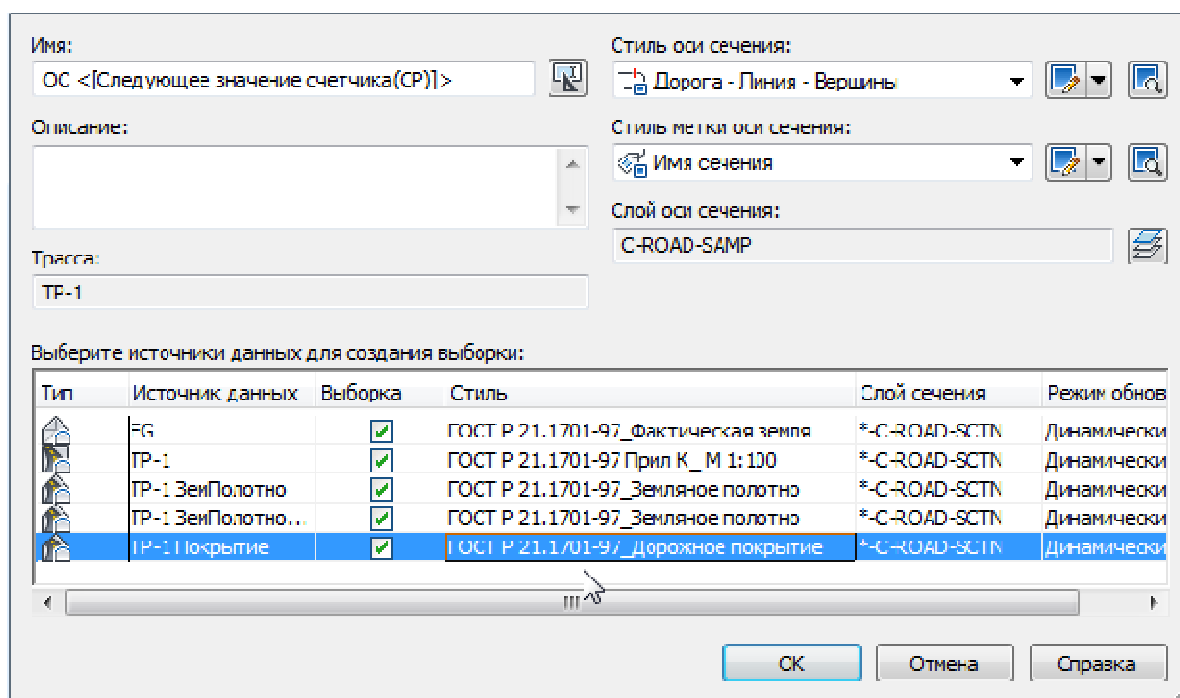 Имя:
ОС <[Следующее значение счетчика(СР)]>
Описание:
Трасса:
ТР-1
Стиль оси сечения:
Дорога - Линия - Вершины
Стиль метки оси сечения:
Имя сечения
Слой оси сечения:
C-ROAD-SAMP
Выберите источники данных для создания выборки:
Тип Источник данных Выборка Стиль Слой сечения Режим обнов
EG ГОСТ Р 21.1701-97_Фактическая земля *-C-ROAD-SCTN Динамически
ТР-1 ГОСТ Р 21.1701-97 Прил К_ М 1:100 *-C-ROAD-SCTN Динамически
ТР-1 ЗемПолотно ГОСТ Р 21.1701-97_Земляное полотно *-C-ROAD-SCTN Динамически
ТР-1 ЗемПолотно... ГОСТ Р 21.1701-97_Земляное полотно *-C-ROAD-SCTN Динамически
ТР-1 Покрытие ГОСТ Р 21.1701-97_Дорожное покрытие *-C-ROAD-SCTN Динамически
ОК Отмена Справка